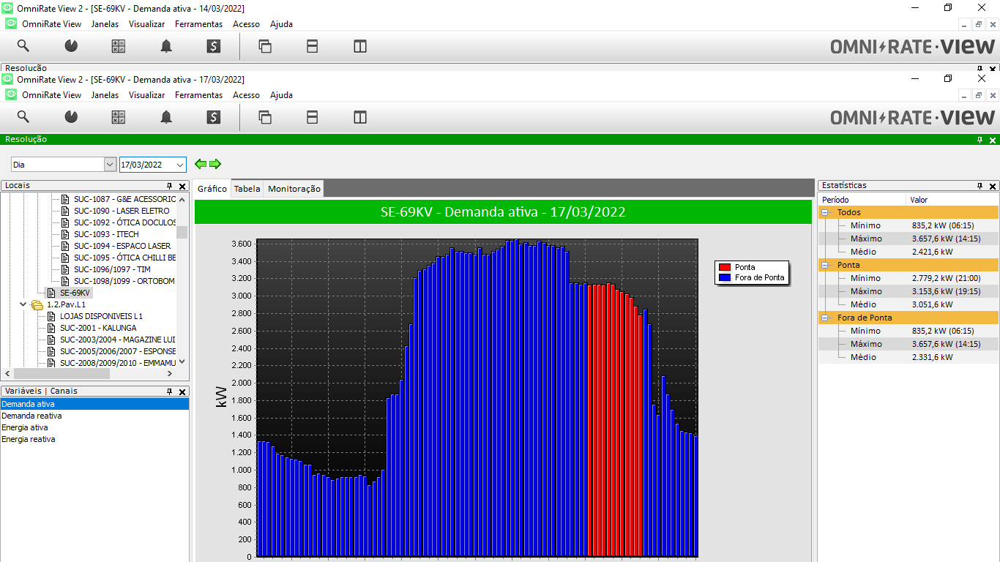 OmniRate View 2 - [SE-69KV - Demanda ativa - 14/03/2022]
OmniRate View Janelas Visualizar Ferramentas Acesso Ajuda
OMNI RATE · VIEW
Resolução
OmniRate View 2 - [SE-69KV - Demanda ativa - 17/03/2022]
OmniRate View Janelas Visualizar Ferramentas Acesso Ajuda
OMNI RATE · VIEW
Resolução
Dia 17/03/2022
Locais
SUC-1087 - G&E ACESSORIO
SUC-1090 - LASER ELETRO
SUC-1092 - ÓTICA DOCULOS
SUC-1093 - ITECH
SUC-1094 - ESPACO LASER
SUC-1095 - ÓTICA CHILLI BE
SUC-1096/1097 - TIM
SUC-1098/1099 - ORTOBOM
SE-69KV
1.2.Pav.L1
LOJAS DISPONIVEIS L1
SUC-2001 - KALUNGA
SUC-2003/2004 - MAGAZINE LUI
SUC-2005/2006/2007 - ESPONSE
SUC-2008/2009/2010 - EMMAMU
Variáveis | Canais
Demanda ativa
Demanda reativa
Energia ativa
Energia reativa
Gráfico Tabela Monitoração
SE-69KV - Demanda ativa - 17/03/2022
kW
3.600
3.400
3.200
3.000
2.800
2.600
2.400
2.200
2.000
1.800
1.600
1.400
1.200
1.000
800
600
400
200
0
Ponta
Fora de Ponta
Estatísticas
Período Valor
Todos
Mínimo 835,2 kW (06:15)
Máximo 3.657,6 kW (14:15)
Médio 2.421,6 kW
Ponta
Mínimo 2.779,2 kW (21:00)
Máximo 3.153,6 kW (19:15)
Médio 3.051,6 kW
Fora de Ponta
Mínimo 835,2 kW (06:15)
Máximo 3.657,6 kW (14:15)
Médio 2.331,6 kW